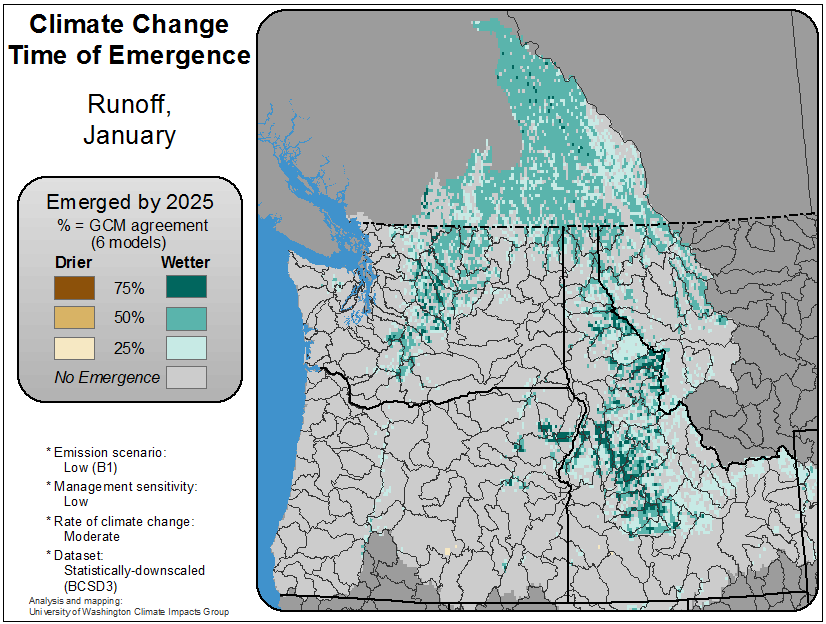 Climate Change
Time of Emergence
Runoff,
January
Emerged by 2025
% = GCM agreement
(6 models)
Drier Wetter
75%
50%
25%
No Emergence
* Emission scenario:
Low (B1)
* Management sensitivity:
Low
* Rate of climate change:
Moderate
* Dataset:
Statistically-downscaled
(BCSD3)
Analysis and mapping:
University of Washington Climate Impacts Group